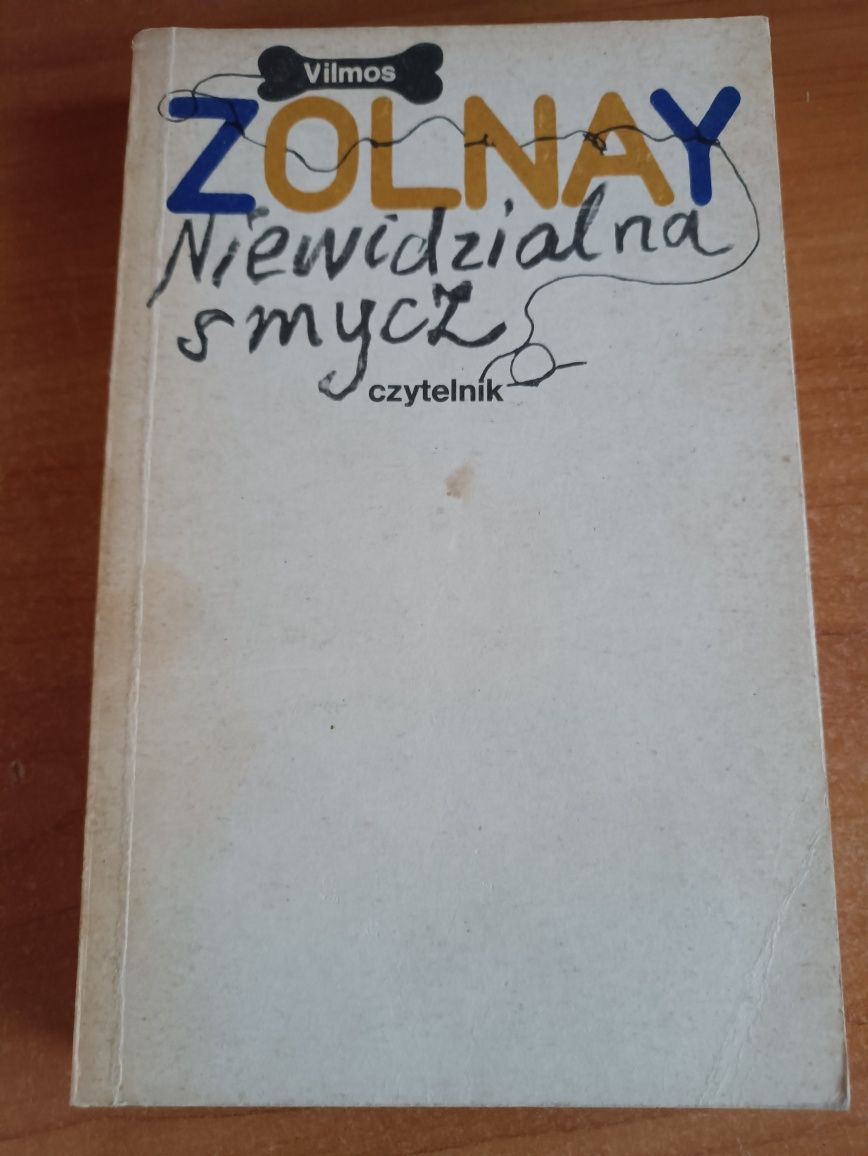 Vilmos
ZOLNAY
Niewidzialna
smycz
czytelnik